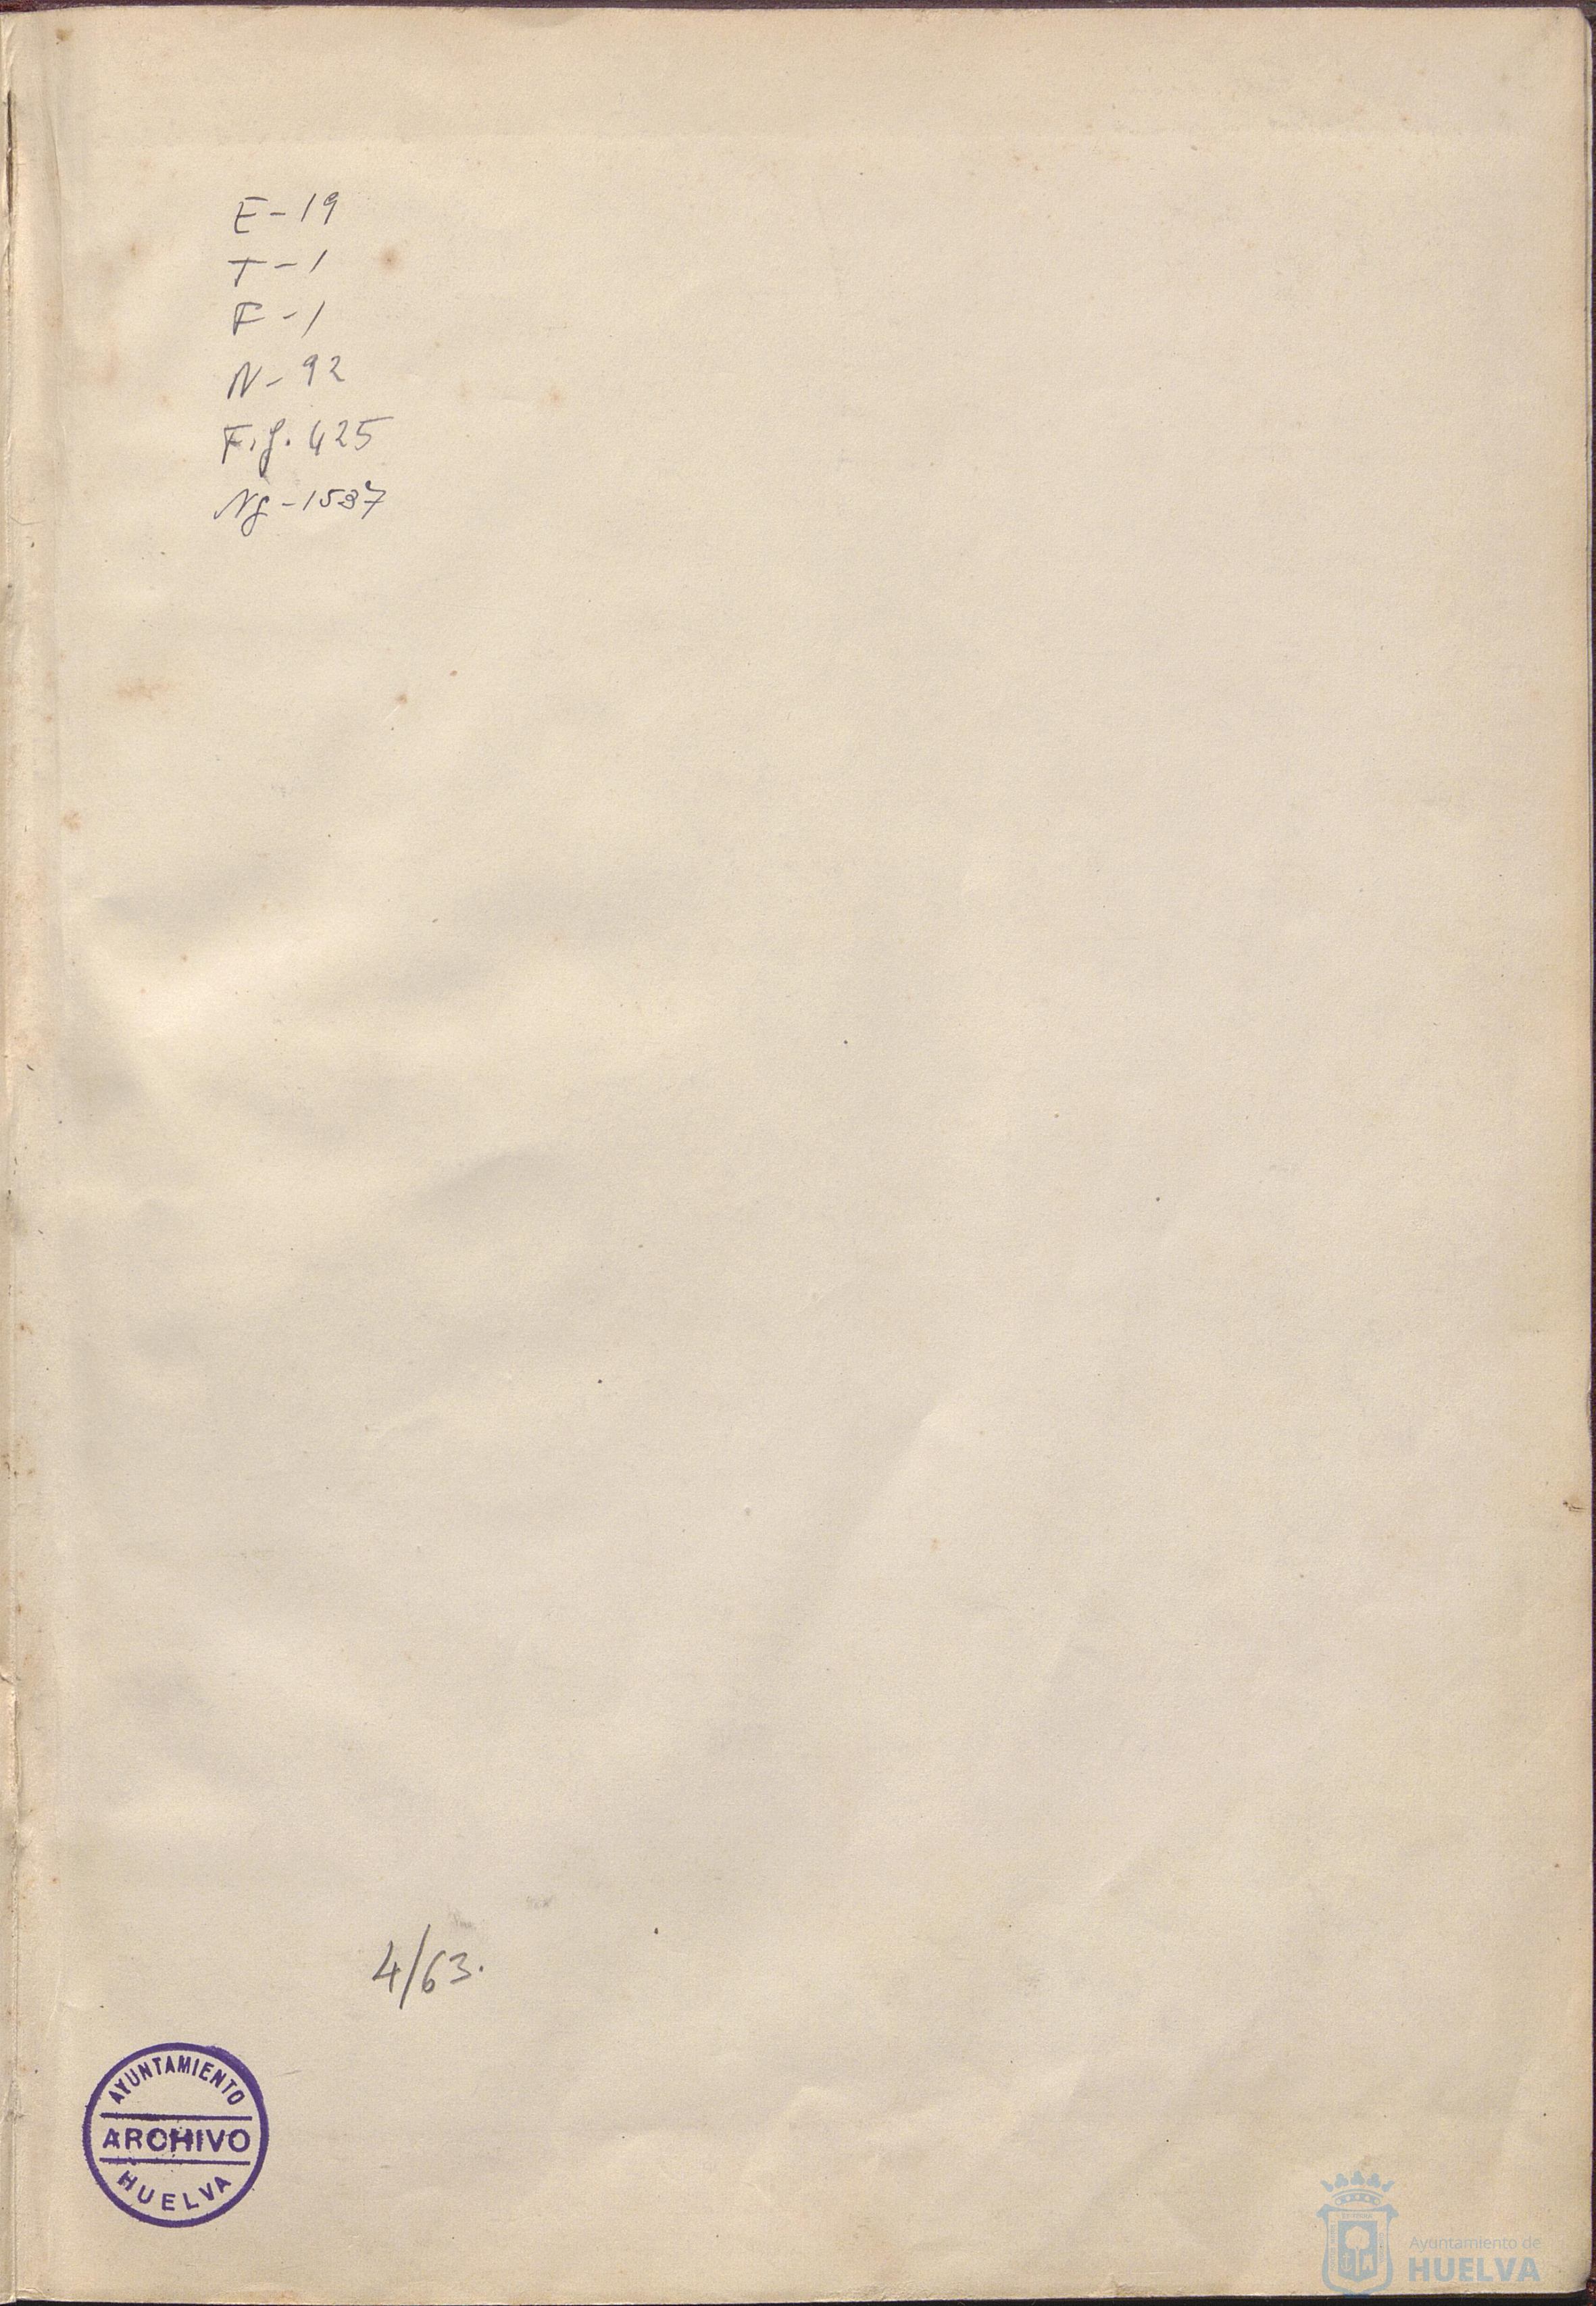 E-19
T-1
F-1
N-92
F.g. 425
Ng-1537
4/63.
AYUNTAMIENTO
ARCHIVO
HUELVA
Ayuntamiento de
HUELVA